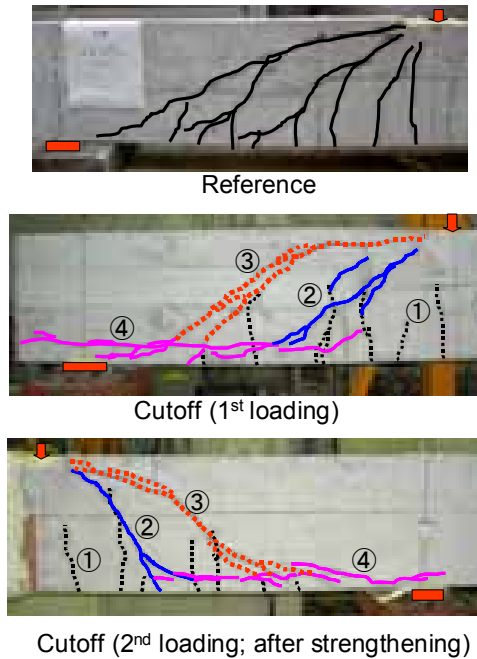 Reference
③
②
①
④
Cutoff (1st loading)
③
②
①
④
Cutoff (2nd loading; after strengthening)